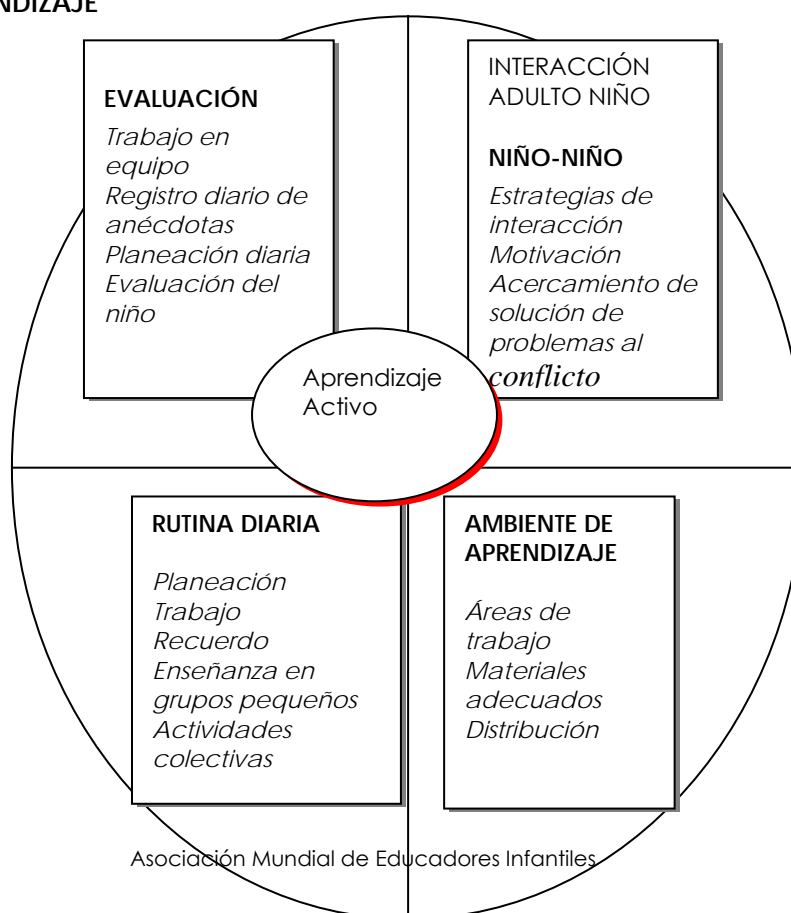 NDIZAJE
EVALUACIÓN
Trabajo en
equipo
Registro diario de
anécdotas
Planeación diaria
Evaluación del
niño
INTERACCIÓN
ADULTO NIÑO
NIÑO-NIÑO
Estrategias de
interacción
Motivación
Acercamiento de
solución de
problemas al
conflicto
Aprendizaje
Activo
RUTINA DIARIA
Planeación
Trabajo
Recuerdo
Enseñanza en
grupos pequeños
Actividades
colectivas
AMBIENTE DE
APRENDIZAJE
Áreas de
trabajo
Materiales
adecuados
Distribución
Asociación Mundial de Educadores Infantiles